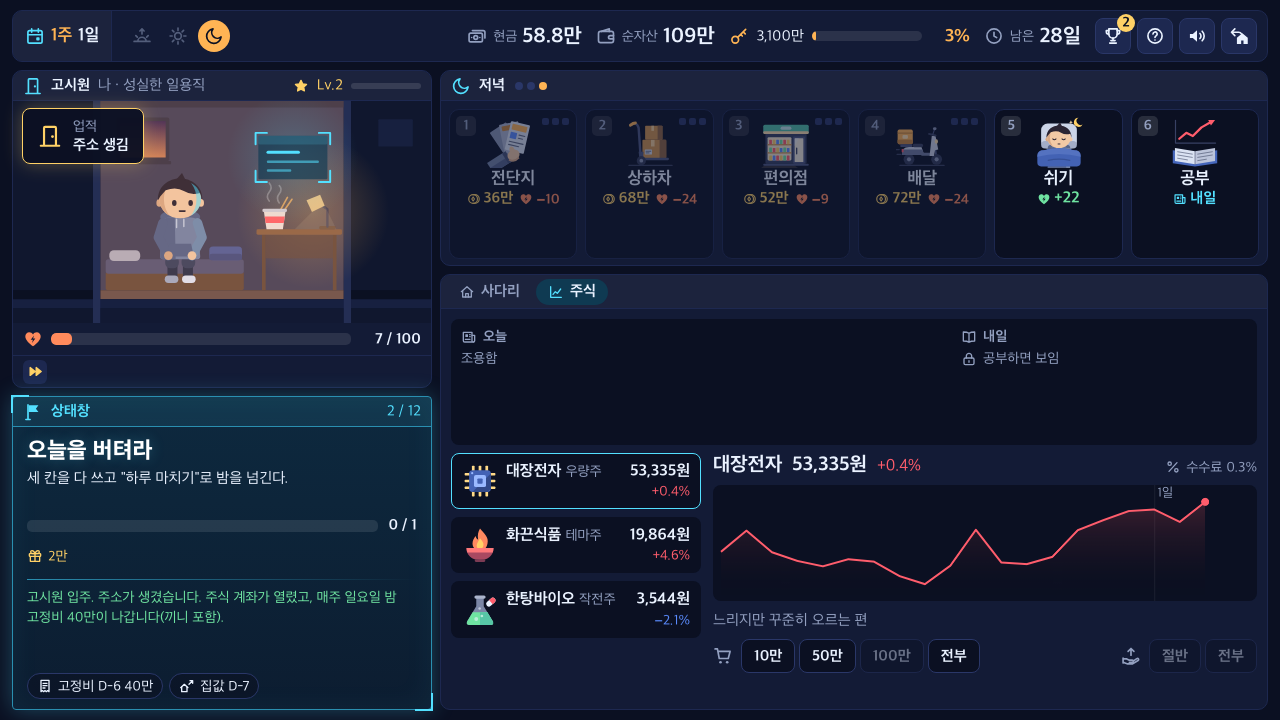 1주 1일
현금 58.8만
순자산 109만
3,100만
3%
남은 28일
2
고시원 나 · 성실한 일용직
Lv.2
업적
주소 생김
7 / 100
상태창
2 / 12
오늘을 버텨라
세 칸을 다 쓰고 "하루 마치기"로 밤을 넘긴다.
0 / 1
2만
고시원 입주. 주소가 생겼습니다. 주식 계좌가 열렸고, 매주 일요일 밤
고정비 40만이 나갑니다(끼니 포함).
고정비 D-6 40만
집값 D-7
저녁
1
전단지
36만 −10
2
상하차
68만 −24
3
편의점
52만 −9
4
배달
72만 −24
5
쉬기
+22
6
공부
내일
사다리
주식
오늘
조용함
내일
공부하면 보임
대장전자 우량주 53,335원
+0.4%
화끈식품 테마주 19,864원
+4.6%
한탕바이오 작전주 3,544원
−2.1%
대장전자 53,335원 +0.4%
수수료 0.3%
1일
느리지만 꾸준히 오르는 편
10만
50만
100만
전부
절반
전부